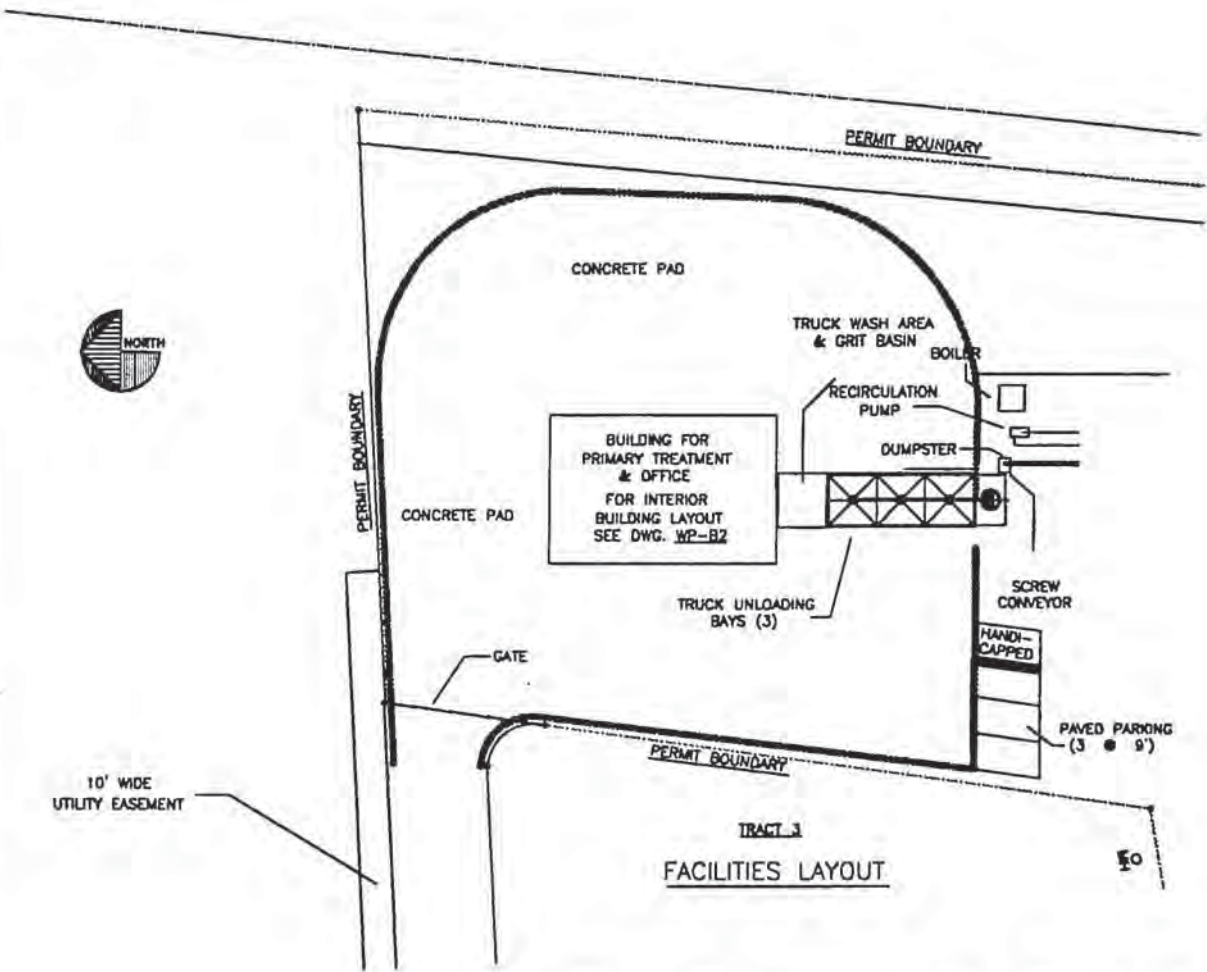 PERMIT BOUNDARY
CONCRETE PAD
NORTH
TRUCK WASH AREA
& GRIT BASIN
BOILER
RECIRCULATION
PUMP
DUMPSTER
PERMIT BOUNDARY
BUILDING FOR
PRIMARY TREATMENT
& OFFICE
FOR INTERIOR
BUILDING LAYOUT
SEE DWG. WP-B2
CONCRETE PAD
SCREW
CONVEYOR
TRUCK UNLOADING
BAYS (3)
HANDI-
CAPPED
GATE
PAVED PARKING
(3 @ 9')
PERMIT BOUNDARY
10' WIDE
UTILITY EASEMENT
TRACT 3
FACILITIES LAYOUT